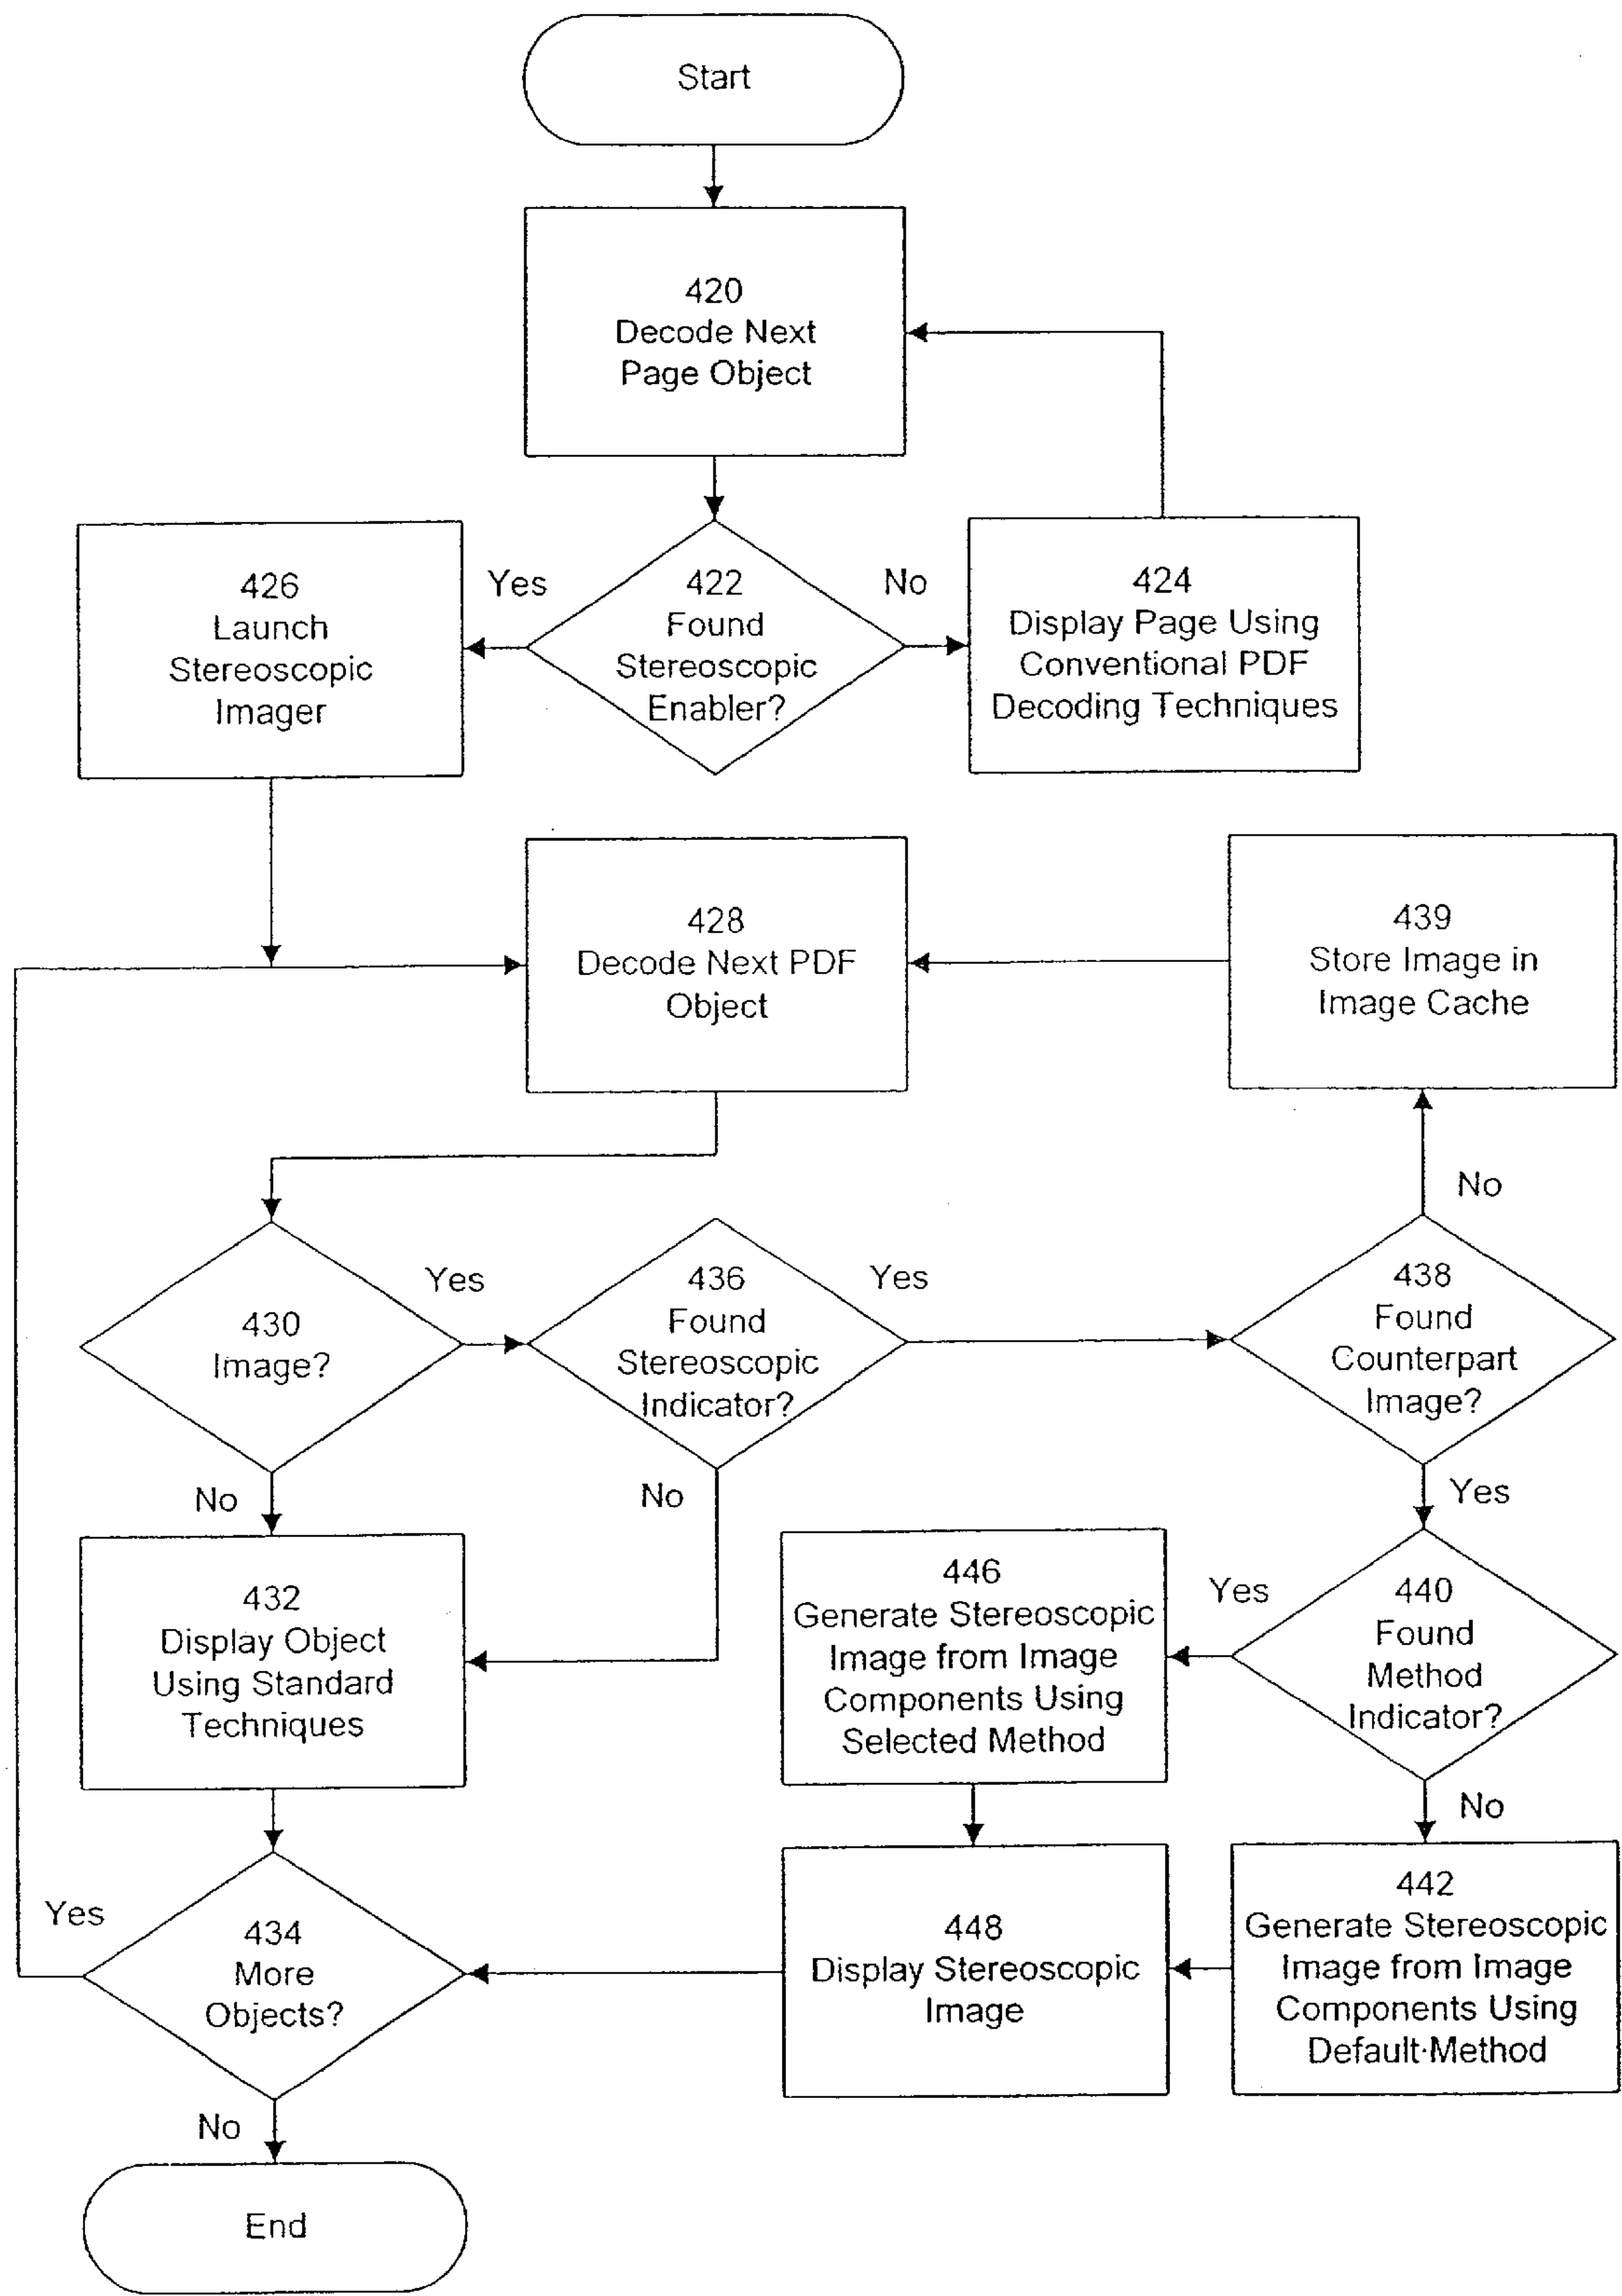 Start
420
Decode Next
Page Object
426
Launch
Stereoscopic
Imager
Yes
422
Found
Stereoscopic
Enabler?
No
424
Display Page Using
Conventional PDF
Decoding Techniques
428
Decode Next PDF
Object
439
Store Image in
Image Cache
No
430
Image?
Yes
436
Found
Stereoscopic
Indicator?
Yes
438
Found
Counterpart
Image?
No
No
Yes
432
Display Object
Using Standard
Techniques
446
Generate Stereoscopic
Image from Image
Components Using
Selected Method
Yes
440
Found
Method
Indicator?
No
Yes
434
More
Objects?
448
Display Stereoscopic
Image
442
Generate Stereoscopic
Image from Image
Components Using
Default·Method
No
End